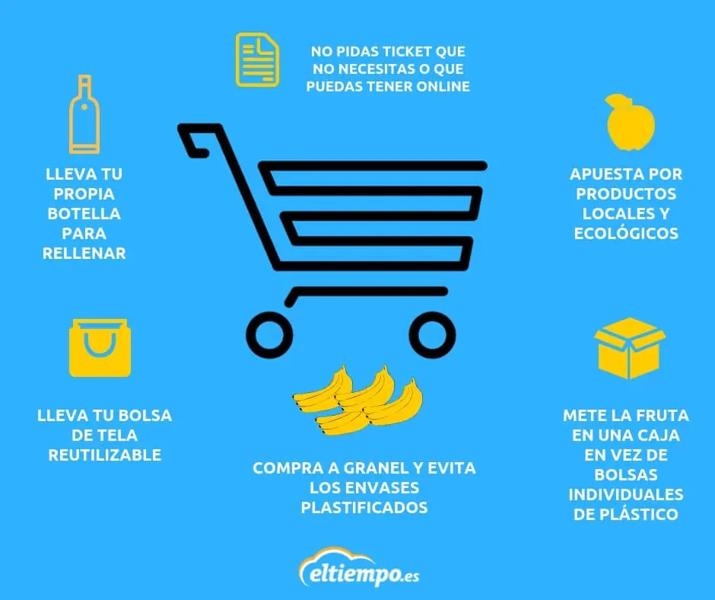 NO PIDAS TICKET QUE
NO NECESITAS O QUE
PUEDAS TENER ONLINE
LLEVA TU
PROPIA
BOTELLA
PARA
RELLENAR
APUESTA POR
PRODUCTOS
LOCALES Y
ECOLÓGICOS
LLEVA TU BOLSA
DE TELA
REUTILIZABLE
COMPRA A GRANEL Y EVITA
LOS ENVASES
PLASTIFICADOS
METE LA FRUTA
EN UNA CAJA
EN VEZ DE
BOLSAS
INDIVIDUALES
DE PLÁSTICO
eltiempo.es